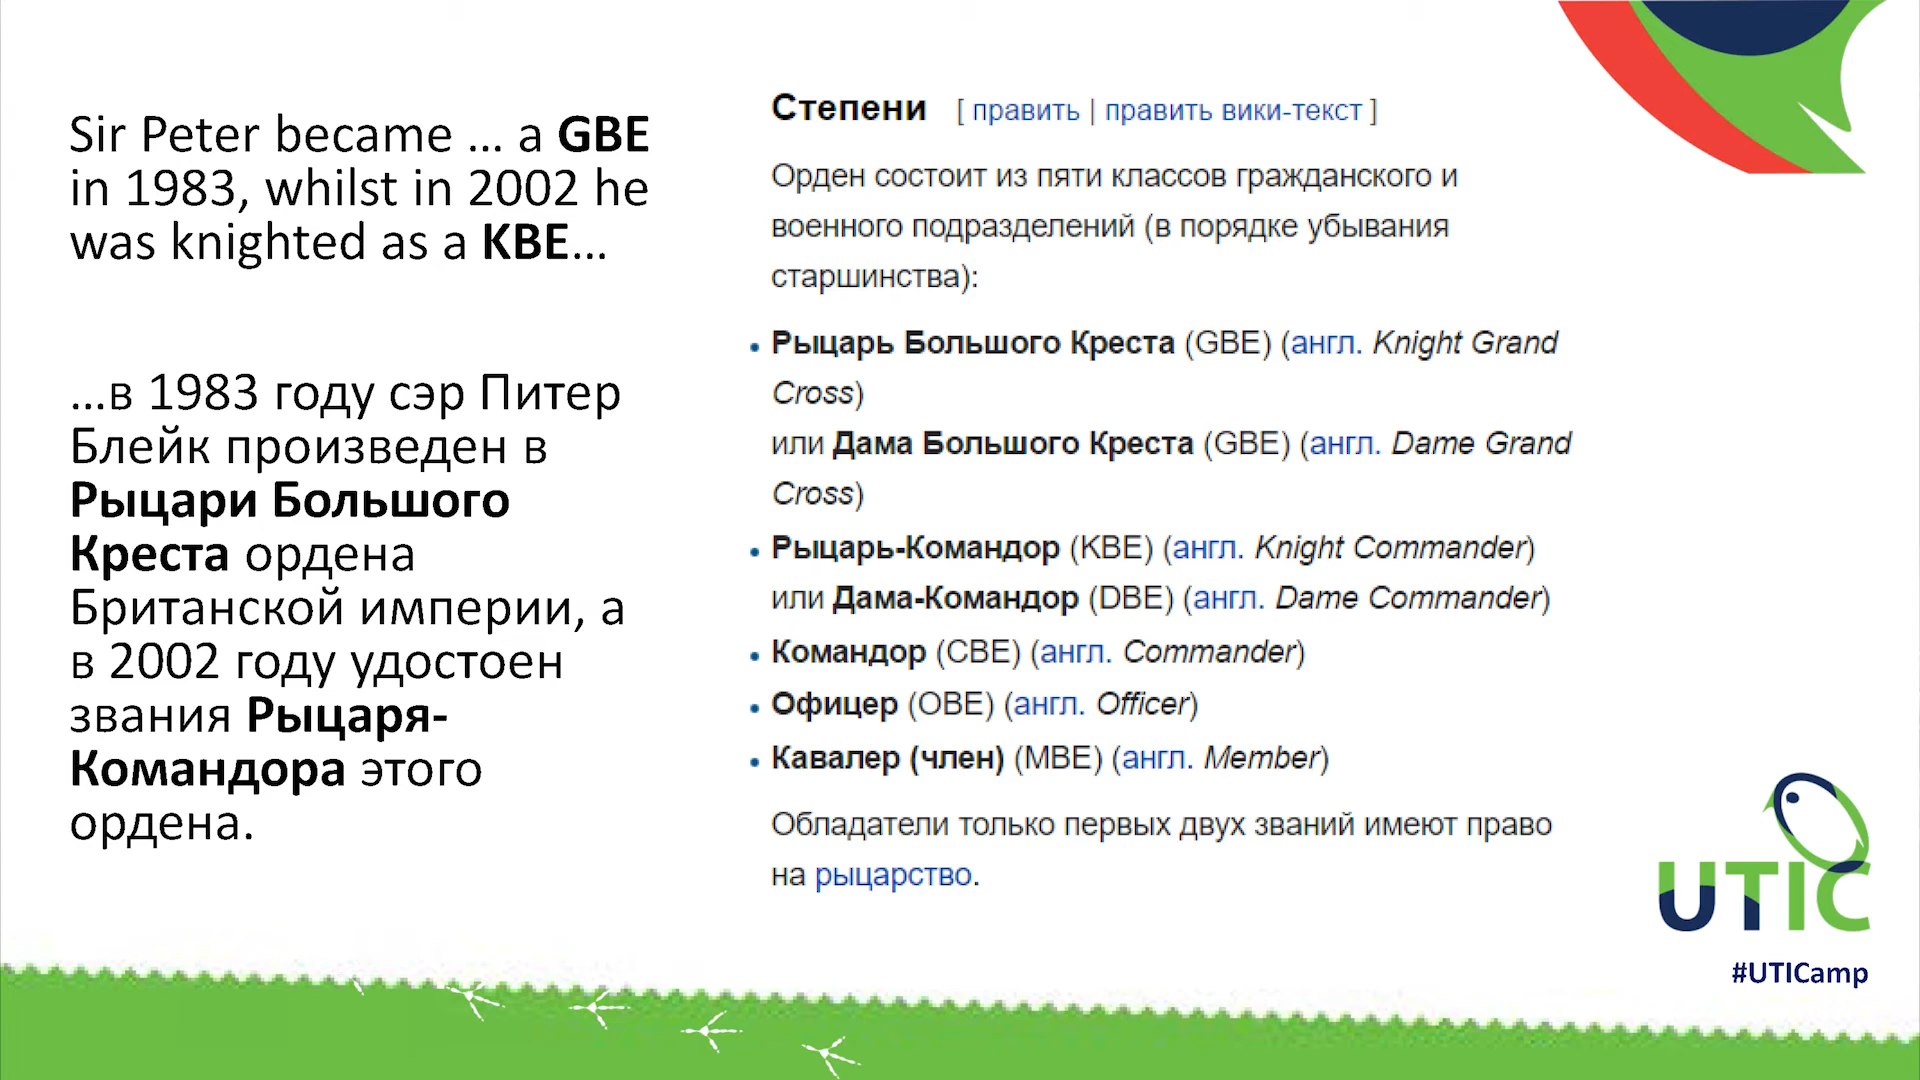 Sir Peter became … a GBE
in 1983, whilst in 2002 he
was knighted as a KBE…
…в 1983 году сэр Питер
Блейк произведен в
Рыцари Большого
Креста ордена
Британской империи, а
в 2002 году удостоен
звания Рыцаря-
Командора этого
ордена.
Степени [ править | править вики-текст ]
Орден состоит из пяти классов гражданского и
военного подразделений (в порядке убывания
старшинства):
• Рыцарь Большого Креста (GBE) (англ. Knight Grand
Cross)
или Дама Большого Креста (GBE) (англ. Dame Grand
Cross)
• Рыцарь-Командор (KBE) (англ. Knight Commander)
или Дама-Командор (DBE) (англ. Dame Commander)
• Командор (CBE) (англ. Commander)
• Офицер (OBE) (англ. Officer)
• Кавалер (член) (MBE) (англ. Member)
Обладатели только первых двух званий имеют право
на рыцарство.
UTIC
#UTICamp